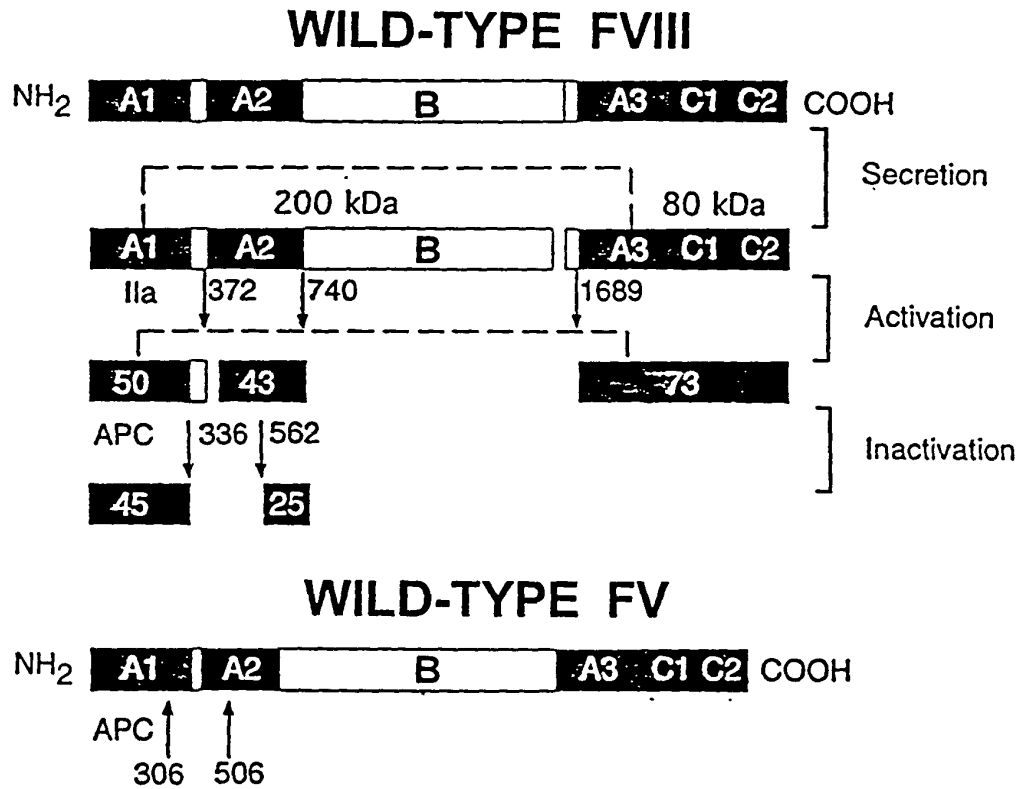 WILD-TYPE FVIII
NH2 A1 A2 B A3 C1 C2 COOH
Secretion
200 kDa 80 kDa
A1 A2 B A3 C1 C2
IIa 372 740 1689
Activation
50 43 73
APC 336 562
Inactivation
45 25
WILD-TYPE FV
NH2 A1 A2 B A3 C1 C2 COOH
APC
306 506